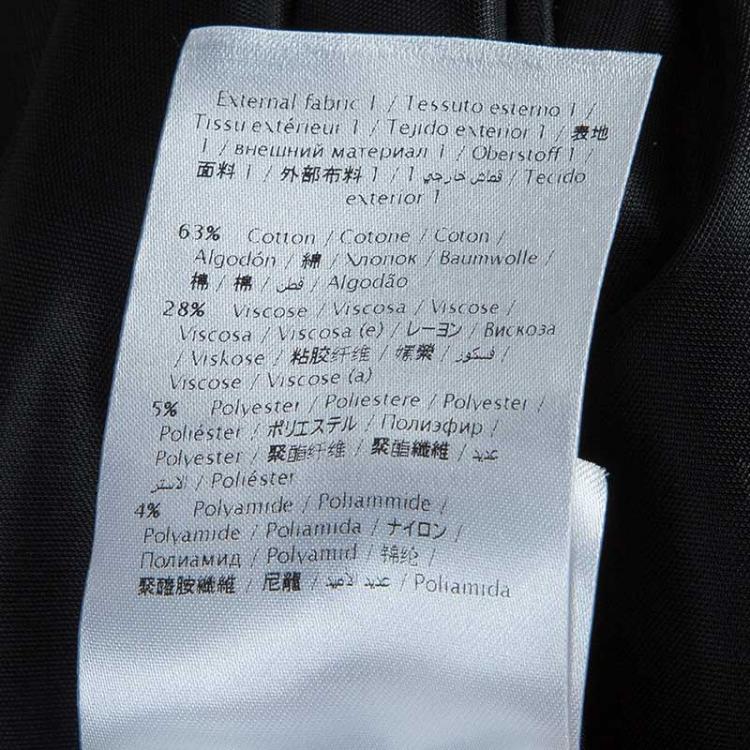 External fabric 1 / Tessuto esterno 1 /
Tissu extérieur 1 / Tejido exterior 1 / 表地
1 / внешний материал 1 / Oberstoff 1 /
面料 1 / 外部布料 1 / 1 قماش خارجي / Tecido
exterior 1
63% Cotton / Cotone / Coton /
Algodón / 綿 / Хлопок / Baumwolle /
棉 / 棉 / قطن / Algodão
28% Viscose / Viscosa / Viscose /
Viscosa / Viscosa (e) / レーヨン / Вискоза
/ Viskose / 粘胶纤维 / 嫘縈 / فسكوز /
Viscose / Viscose (a)
5% Polyester / Poliestere / Polyester /
Poliéster / ポリエステル / Полиэфир /
Polyester / 聚酯纤维 / 聚酯纖維 / عديد
الاستر / Poliéster
4% Polyamide / Poliammide /
Polyamide / Poliamida / ナイロン /
Полиамид / Polyamid / 锦纶 /
聚醯胺纖維 / 尼龍 / عديد الأميد / Poliamida